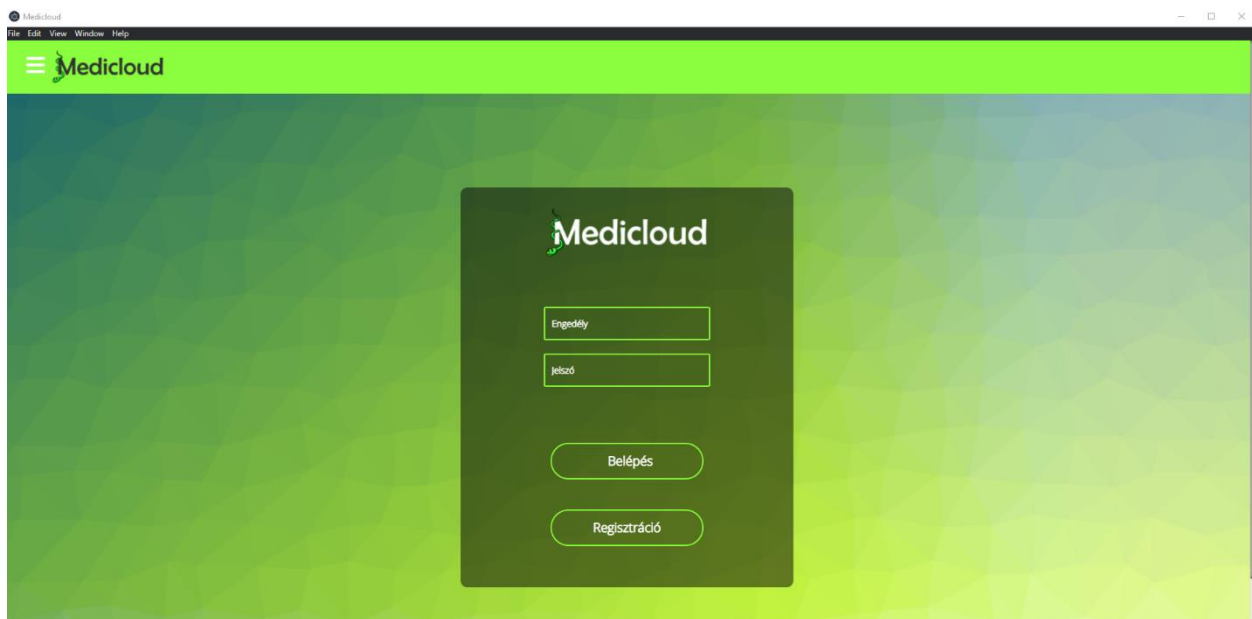 Medicloud
File Edit View Window Help
Medicloud
Medicloud
Engedély
Jelszó
Belépés
Regisztráció